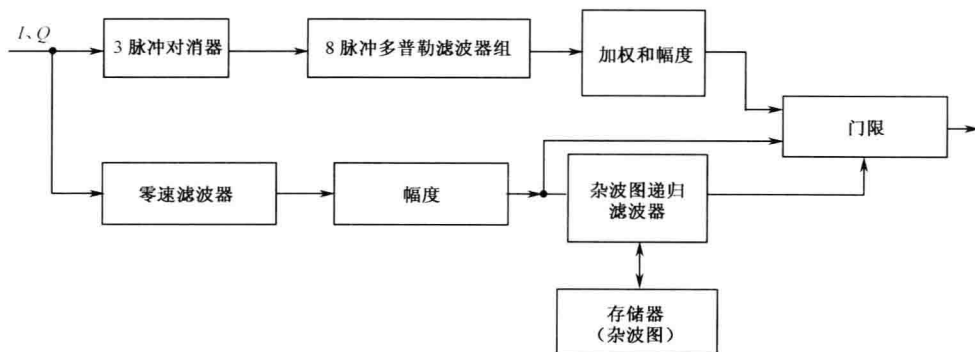 I、Q
3 脉冲对消器
8 脉冲多普勒滤波器组
加权和幅度
门限
零速滤波器
幅度
杂波图递归
滤波器
存储器
（杂波图）